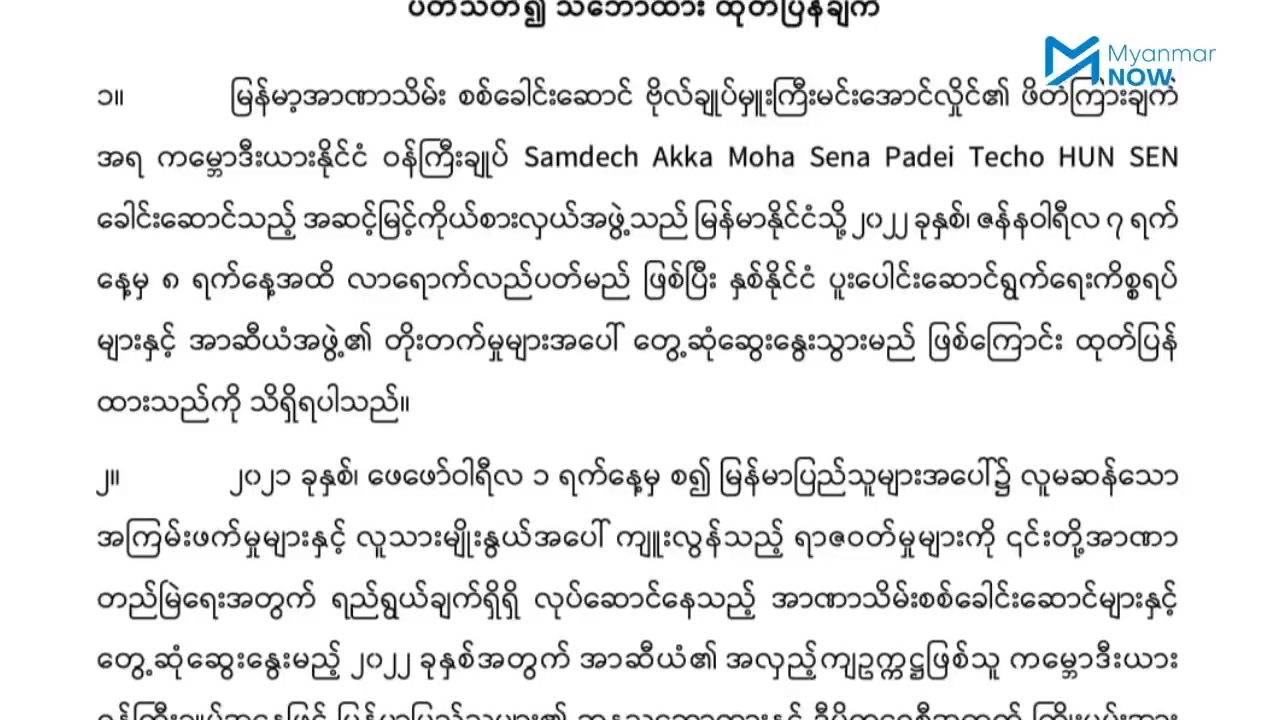 ပတ်သတ်၍ သဘောထား ထုတ်ပြန်ချက်
Myanmar
NOW
၁။ မြန်မာ့အာဏာသိမ်း စစ်ခေါင်းဆောင် ဗိုလ်ချုပ်မှူးကြီးမင်းအောင်လှိုင်၏ ဖိတ်ကြားချက်
အရ ကမ္ဘောဒီးယားနိုင်ငံ ဝန်ကြီးချုပ် Samdech Akka Moha Sena Padei Techo HUN SEN
ခေါင်းဆောင်သည့် အဆင့်မြင့်ကိုယ်စားလှယ်အဖွဲ့သည် မြန်မာနိုင်ငံသို့ ၂၀၂၂ ခုနှစ်၊ ဇန်နဝါရီလ ၇ ရက်
နေ့မှ ၈ ရက်နေ့အထိ လာရောက်လည်ပတ်မည် ဖြစ်ပြီး နှစ်နိုင်ငံ ပူးပေါင်းဆောင်ရွက်ရေးကိစ္စရပ်
များနှင့် အာဆီယံအဖွဲ့၏ တိုးတက်မှုများအပေါ် တွေ့ဆုံဆွေးနွေးသွားမည် ဖြစ်ကြောင်း ထုတ်ပြန်
ထားသည်ကို သိရှိရပါသည်။
၂။ ၂၀၂၁ ခုနှစ်၊ ဖေဖော်ဝါရီလ ၁ ရက်နေ့မှ စ၍ မြန်မာပြည်သူများအပေါ်၌ လူမဆန်သော
အကြမ်းဖက်မှုများနှင့် လူသားမျိုးနွယ်အပေါ် ကျူးလွန်သည့် ရာဇဝတ်မှုများကို ၎င်းတို့အာဏာ
တည်မြဲရေးအတွက် ရည်ရွယ်ချက်ရှိရှိ လုပ်ဆောင်နေသည့် အာဏာသိမ်းစစ်ခေါင်းဆောင်များနှင့်
တွေ့ဆုံဆွေးနွေးမည့် ၂၀၂၂ ခုနှစ်အတွက် အာဆီယံ၏ အလှည့်ကျဥက္ကဋ္ဌဖြစ်သူ ကမ္ဘောဒီးယား
ဝန်ကြီးချုပ်အနေဖြင့် မြန်မာပြည်သူများ၏